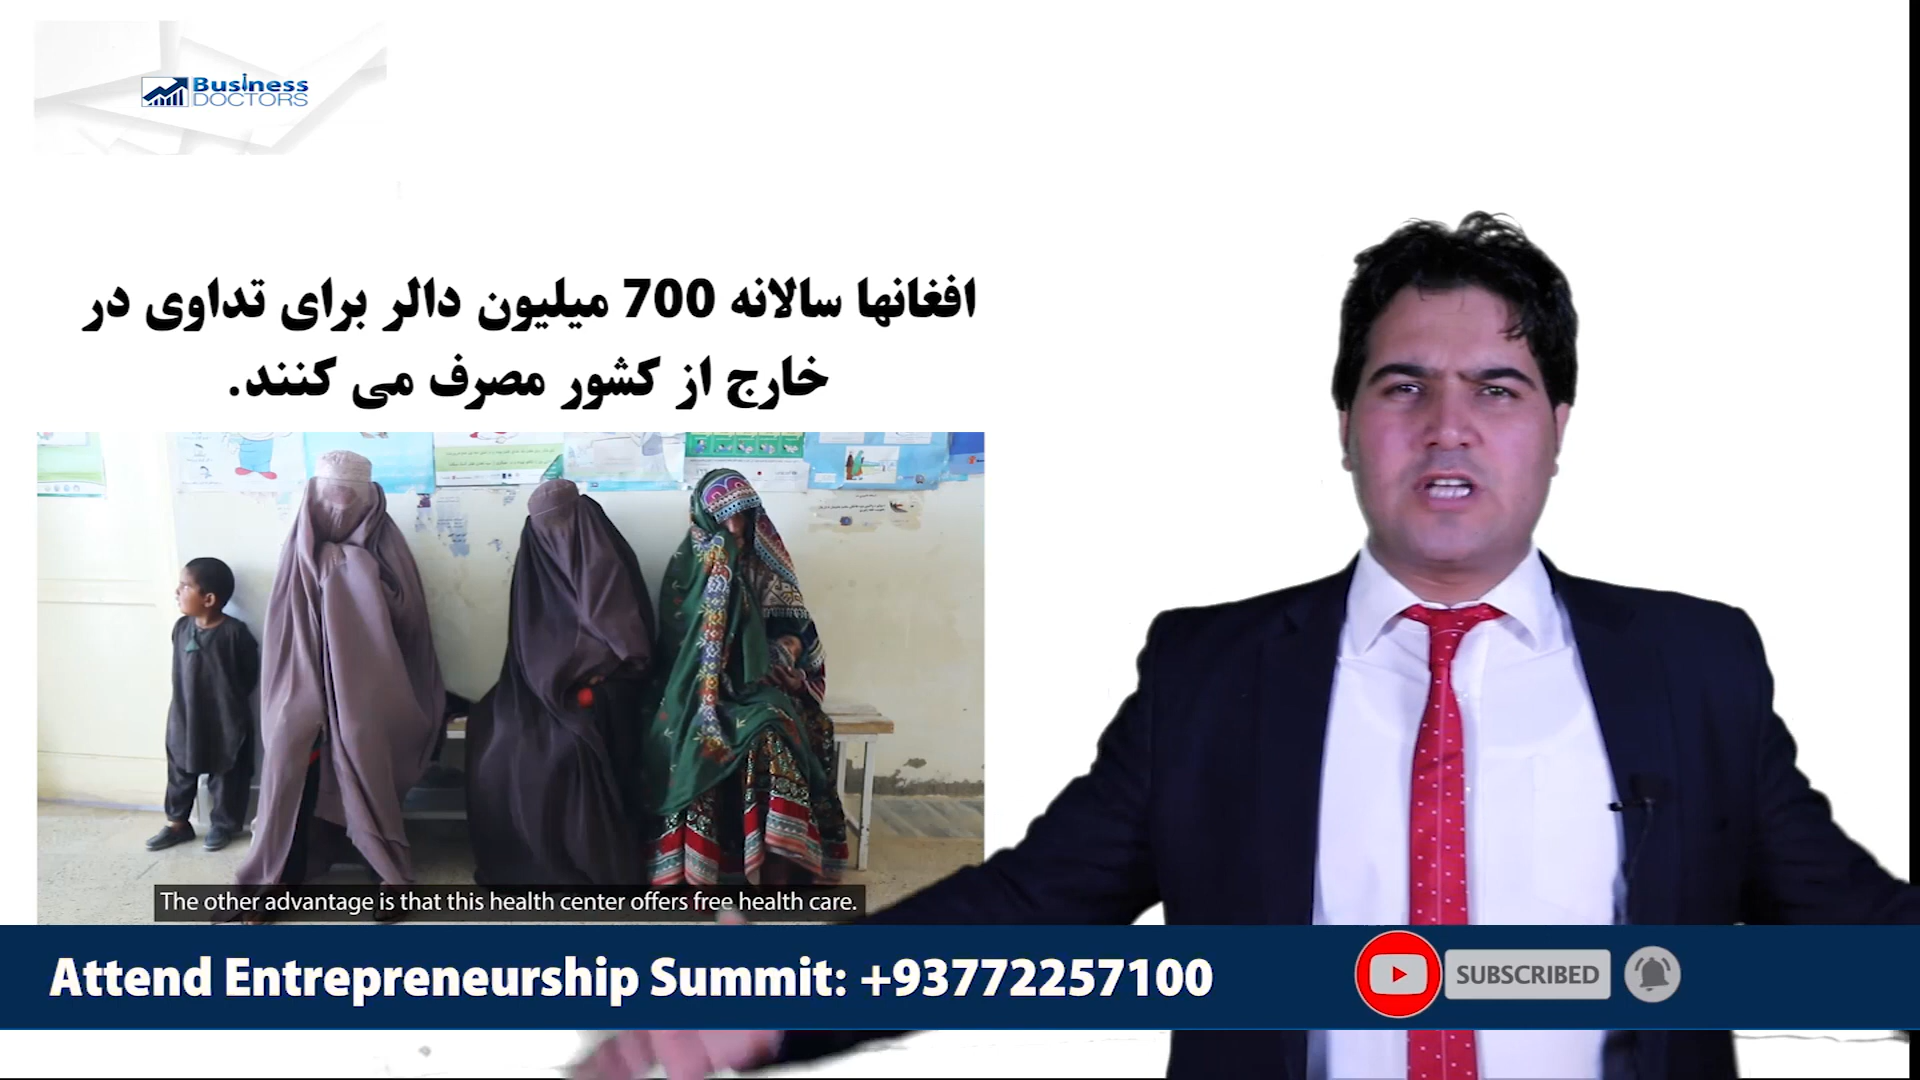 Business
DOCTORS
افغانها سالانه 700 میلیون دالر برای تداوی در
خارج از کشور مصرف می کنند.
The other advantage is that this health center offers free health care.
Attend Entrepreneurship Summit: +93772257100
SUBSCRIBED